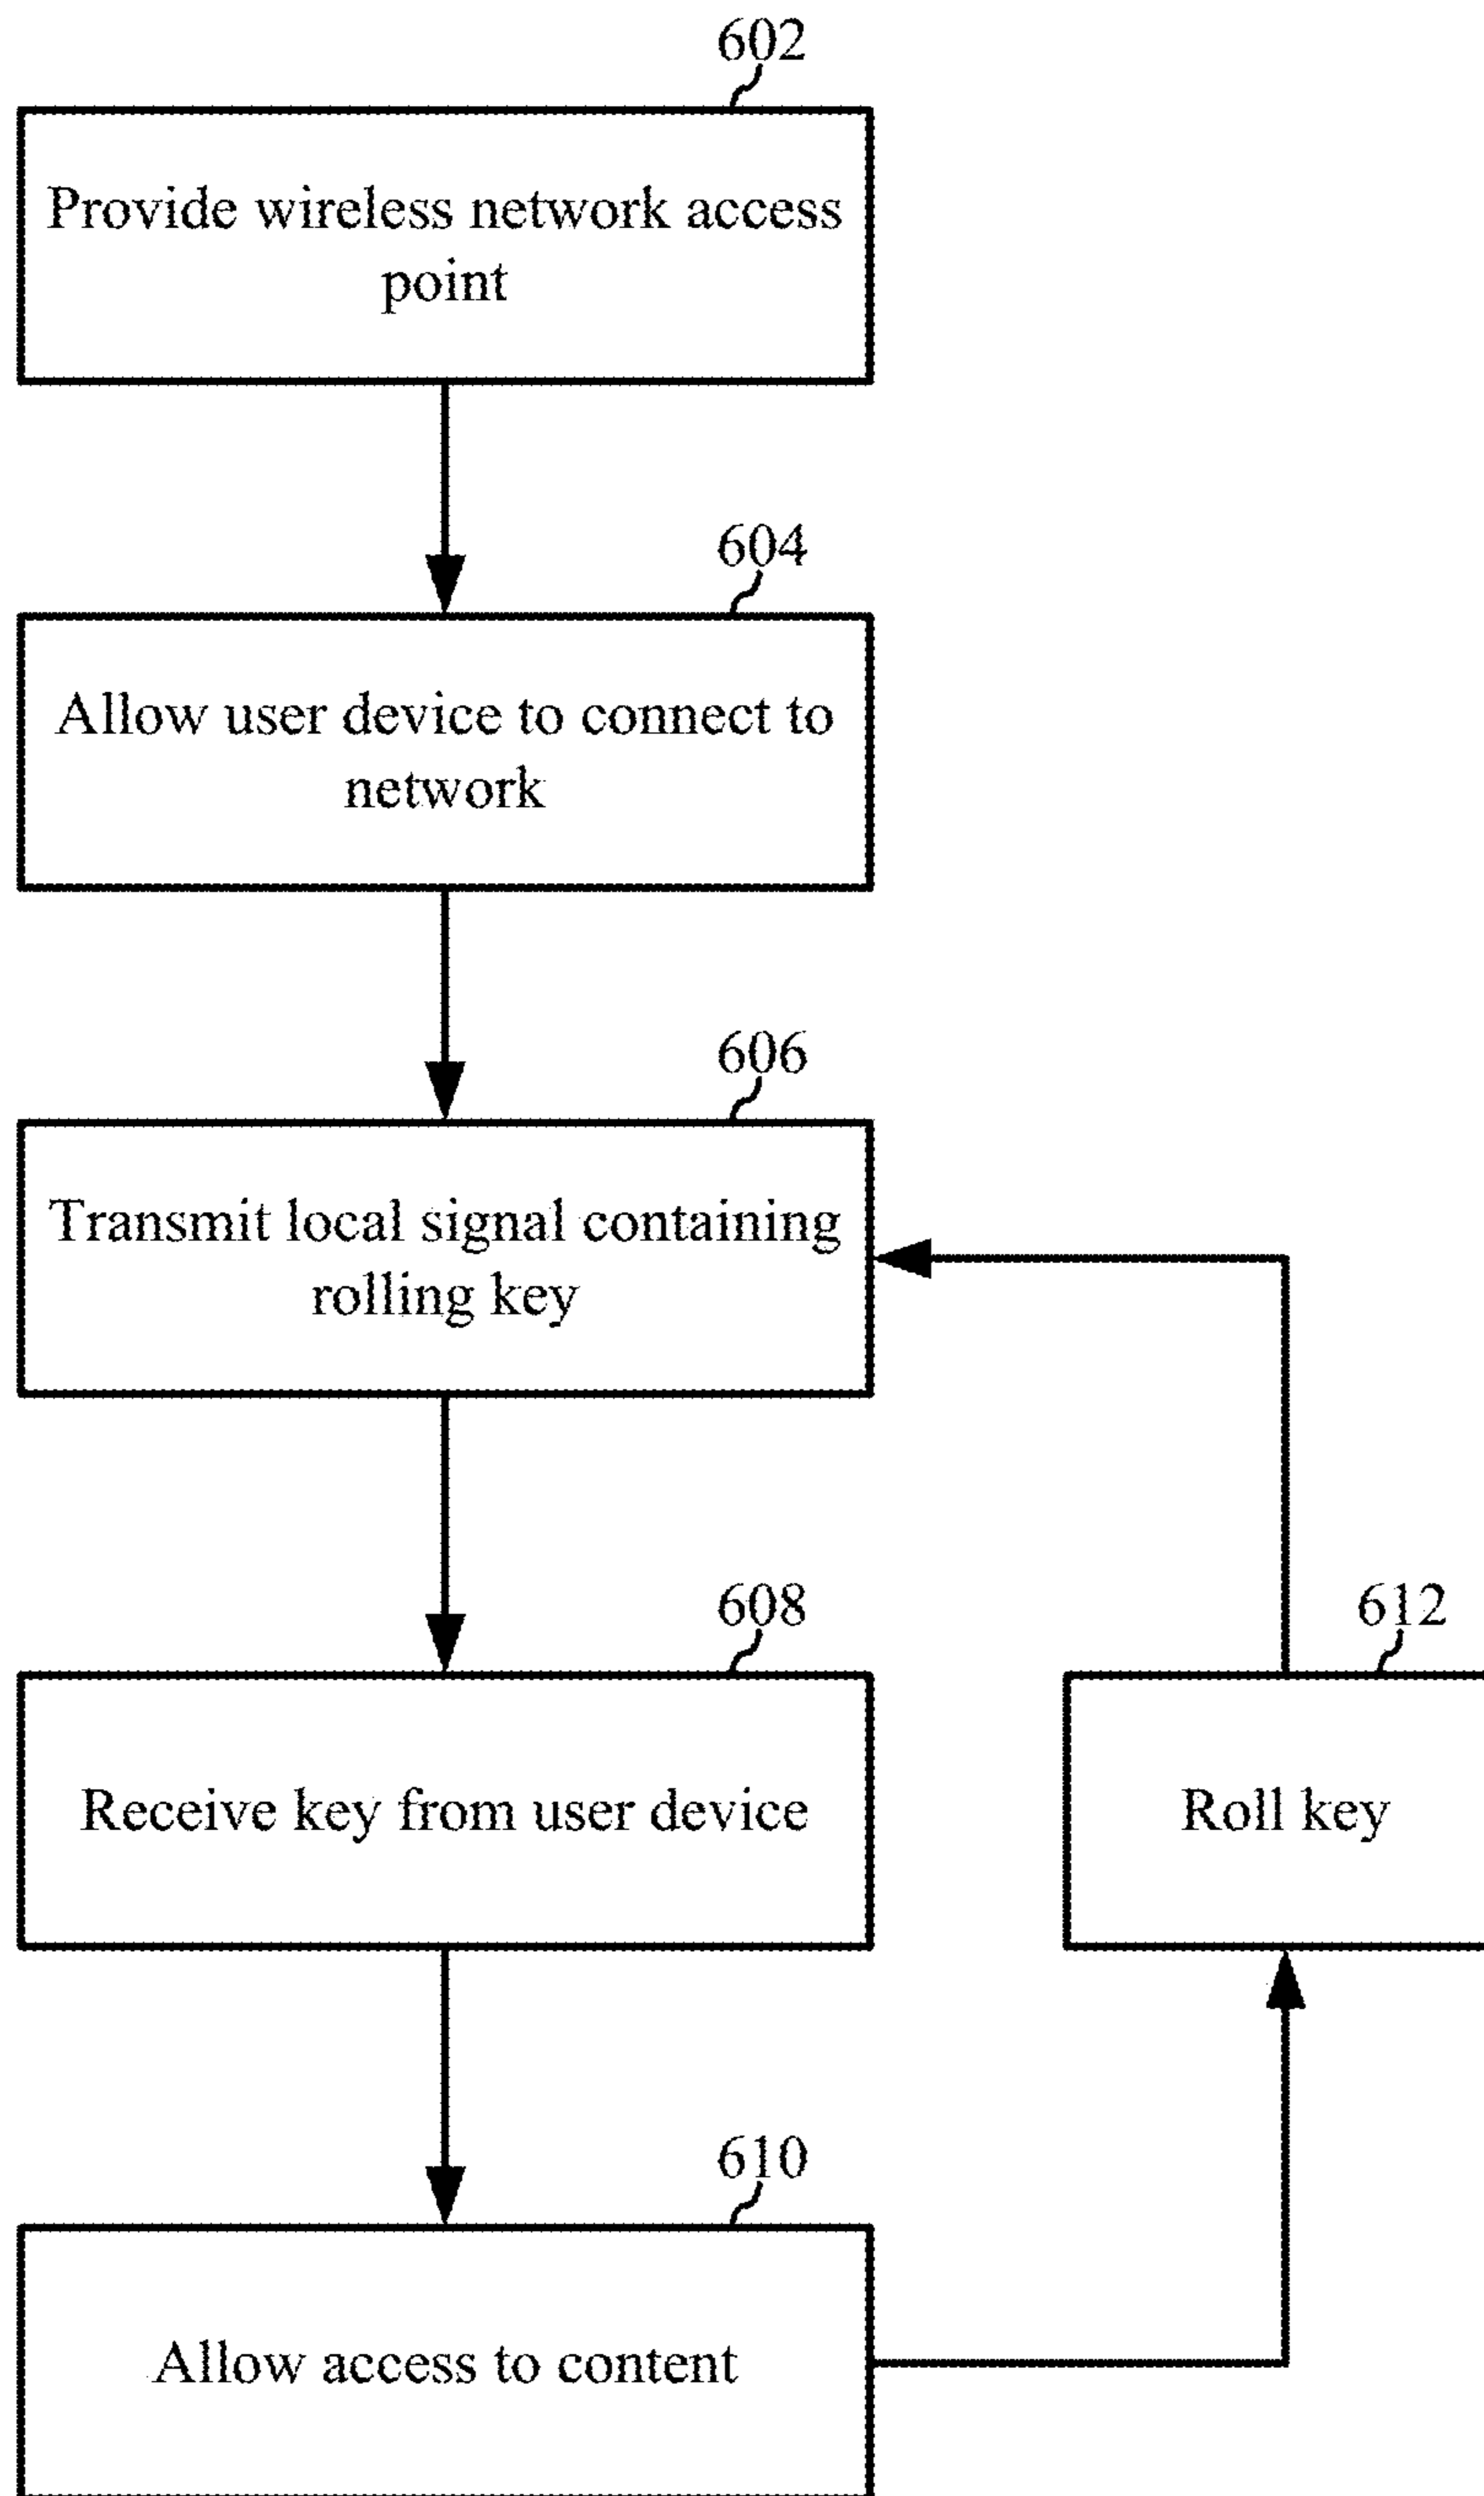 602
Provide wireless network access
point
604
Allow user device to connect to
network
606
Transmit local signal containing
rolling key
608
Receive key from user device
612
Roll key
610
Allow access to content